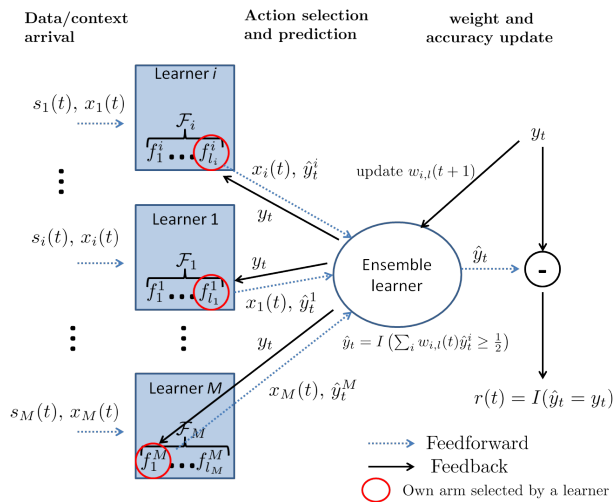 Data/context
arrival
Action selection
and prediction
weight and
accuracy update
Learner i
s_1(t), x_1(t)
F_i
f_1^i .... f_{l_i}^i
x_i(t), ŷ_t^i
y_t
y_t
update w_{i,l}(t+1)
Learner 1
s_i(t), x_i(t)
F_1
f_1^1 .... f_{l_1}^1
y_t
x_1(t), ŷ_t^1
Ensemble
learner
ŷ_t
-
y_t
ŷ_t = I (∑_i w_{i,l}(t)ŷ_t^i ≥ 1/2)
Learner M
s_M(t), x_M(t)
x_M(t), ŷ_t^M
r(t) = I(ŷ_t = y_t)
F_M
f_1^M .... f_{l_M}^M
Feedforward
Feedback
Own arm selected by a learner